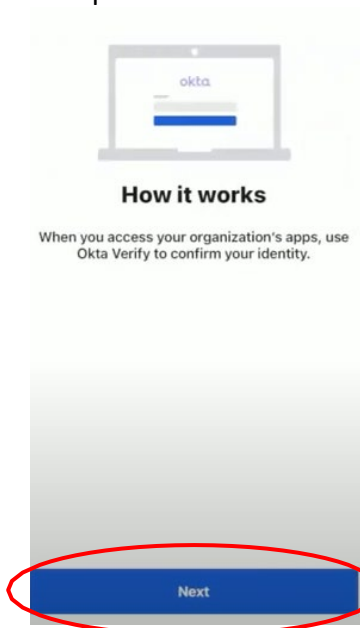 okta
How it works
When you access your organization's apps, use
Okta Verify to confirm your identity.
Next